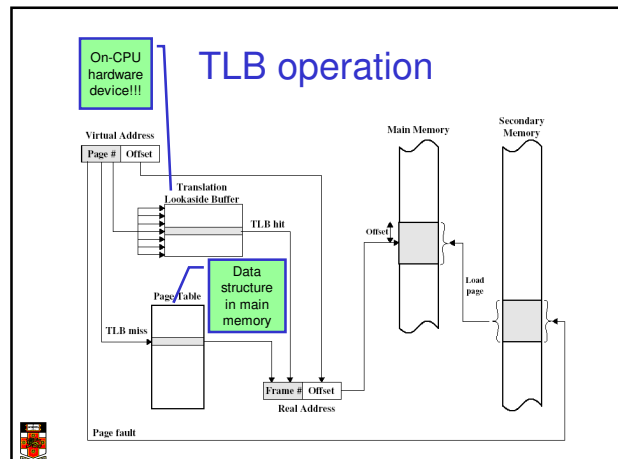 TLB operation
On-CPU
hardware
device!!!
Virtual Address
Page #
Offset
Translation
Lookaside Buffer
TLB hit
Main Memory
Secondary
Memory
Offset
Load
page
Data
structure
in main
memory
Page Table
TLB miss
Frame #
Offset
Real Address
Page fault